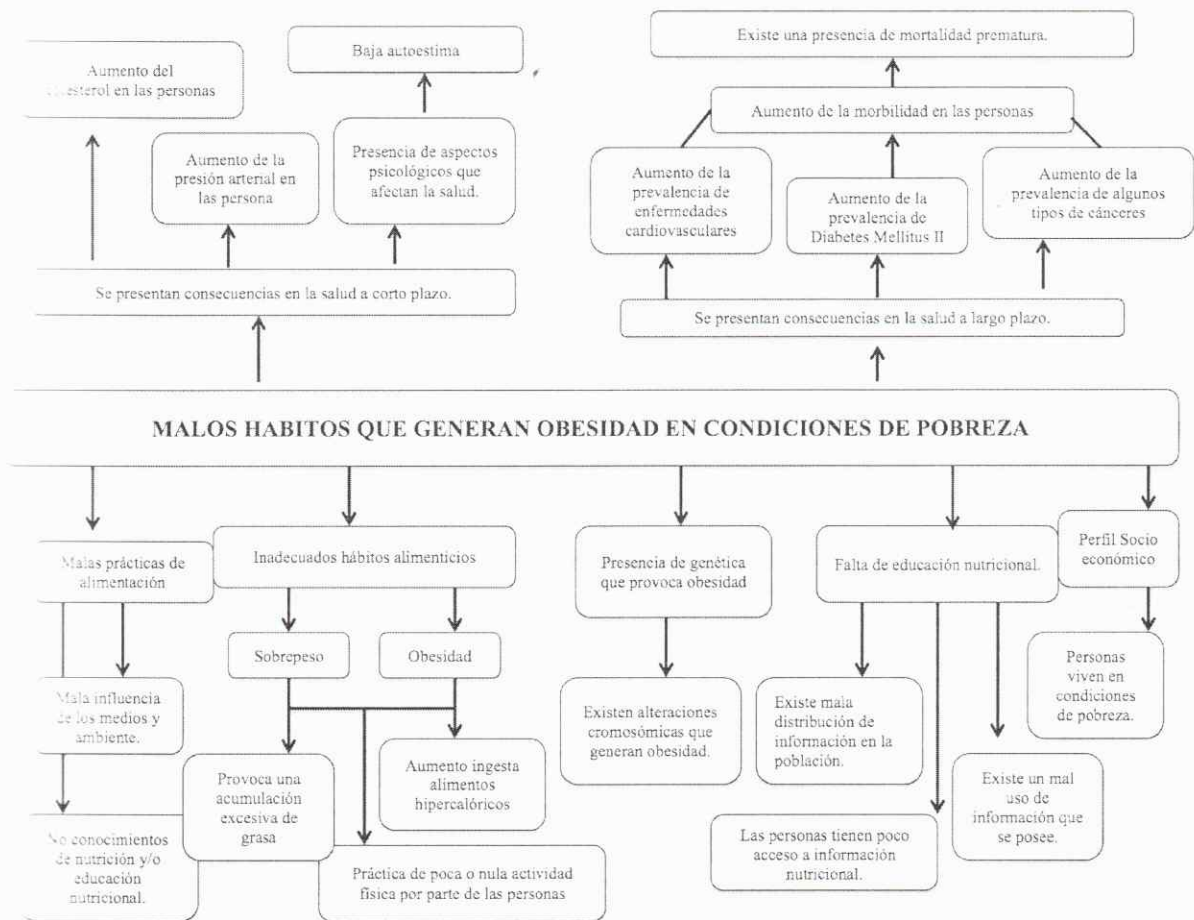 Baja autoestima
Existe una presencia de mortalidad prematura.
Aumento del
en las personas
Aumento de la morbilidad en las personas
Aumento de la
presión arterial en
las persona
Presencia de aspectos
psicológicos que
afectan la salud.
Aumento de la
prevalencia de
enfermedades
cardiovasculares
Aumento de la
prevalencia de
Diabetes Mellitus II
Aumento de la
prevalencia de algunos
tipos de cánceres
Se presentan consecuencias en la salud a corto plazo.
Se presentan consecuencias en la salud a largo plazo.
MALOS HABITOS QUE GENERAN OBESIDAD EN CONDICIONES DE POBREZA
Malas prácticas de
alimentación
Inadecuados hábitos alimenticios
Presencia de genética
que provoca obesidad
Falta de educación nutricional.
Perfil Socio
económico
Sobrepeso
Obesidad
Mala influencia
de los medios y
ambiente.
Existen alteraciones
cromosómicas que
generan obesidad.
Existe mala
distribución de
información en la
población.
Personas
viven en
condiciones
de pobreza.
Provoca una
acumulación
excesiva de
grasa
Aumento ingesta
alimentos
hipercalóricos
Existe un mal
uso de
información que
se posee.
No conocimientos
de nutrición y/o
educación
nutricional.
Práctica de poca o nula actividad
física por parte de las personas
Las personas tienen poco
acceso a información
nutricional.